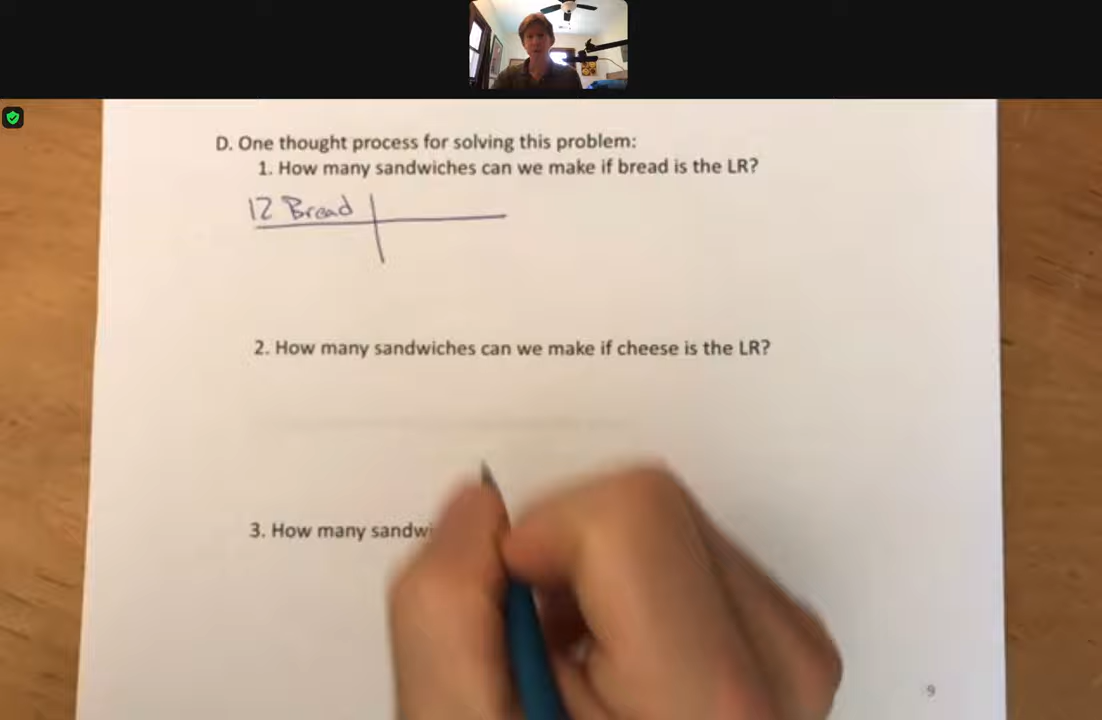 D. One thought process for solving this problem:
1. How many sandwiches can we make if bread is the LR?
12 Bread
2. How many sandwiches can we make if cheese is the LR?
3. How many sandwi
9